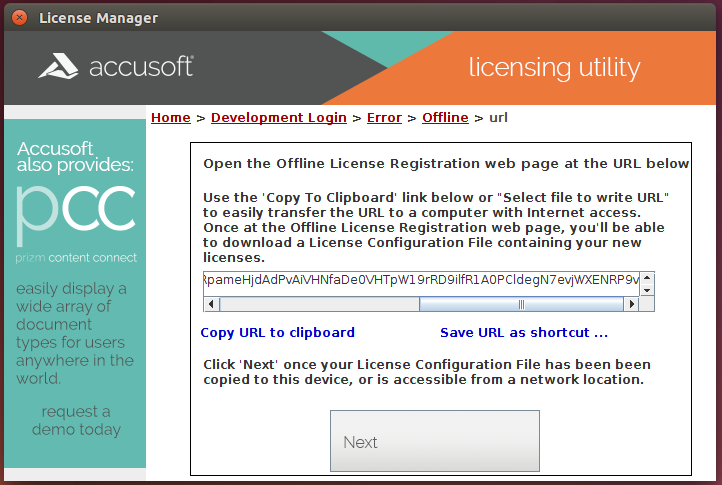 License Manager
accusoft®
licensing utility
Home > Development Login > Error > Offline > url
Accusoft
also provides:
pcc
prizm content connect
easily display a
wide array of
document
types for users
anywhere in the
world.
request a
demo today
Open the Offline License Registration web page at the URL below
Use the 'Copy To Clipboard' link below or "Select file to write URL"
to easily transfer the URL to a computer with Internet access.
Once at the Offline License Registration web page, you'll be able
to download a License Configuration File containing your new
licenses.
RpameHjdAdPvAiVHNfaDe0VHTpW19rRD9ilfR1A0PCldegN7evjWXENRP9v
Copy URL to clipboard
Save URL as shortcut ...
Click 'Next' once your License Configuration File has been been
copied to this device, or is accessible from a network location.
Next